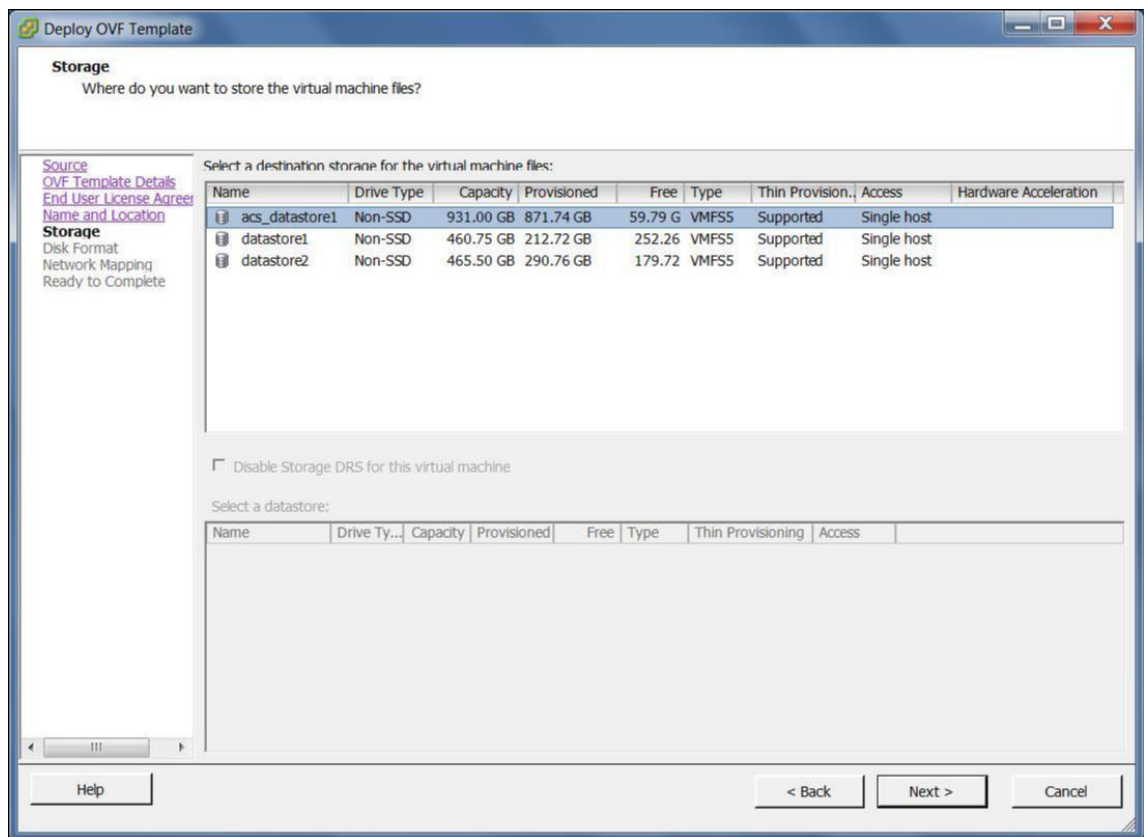 Deploy OVF Template
Storage
Where do you want to store the virtual machine files?
Source
OVF Template Details
End User License Agreer
Name and Location
Storage
Disk Format
Network Mapping
Ready to Complete
Select a destination storage for the virtual machine files:
Name Drive Type Capacity Provisioned Free Type Thin Provision.. Access Hardware Acceleration
acs_datastore1 Non-SSD 931.00 GB 871.74 GB 59.79 G VMFS5 Supported Single host
datastore1 Non-SSD 460.75 GB 212.72 GB 252.26 VMFS5 Supported Single host
datastore2 Non-SSD 465.50 GB 290.76 GB 179.72 VMFS5 Supported Single host
Disable Storage DRS for this virtual machine
Select a datastore:
Name Drive Ty... Capacity Provisioned Free Type Thin Provisioning Access
Help < Back Next > Cancel